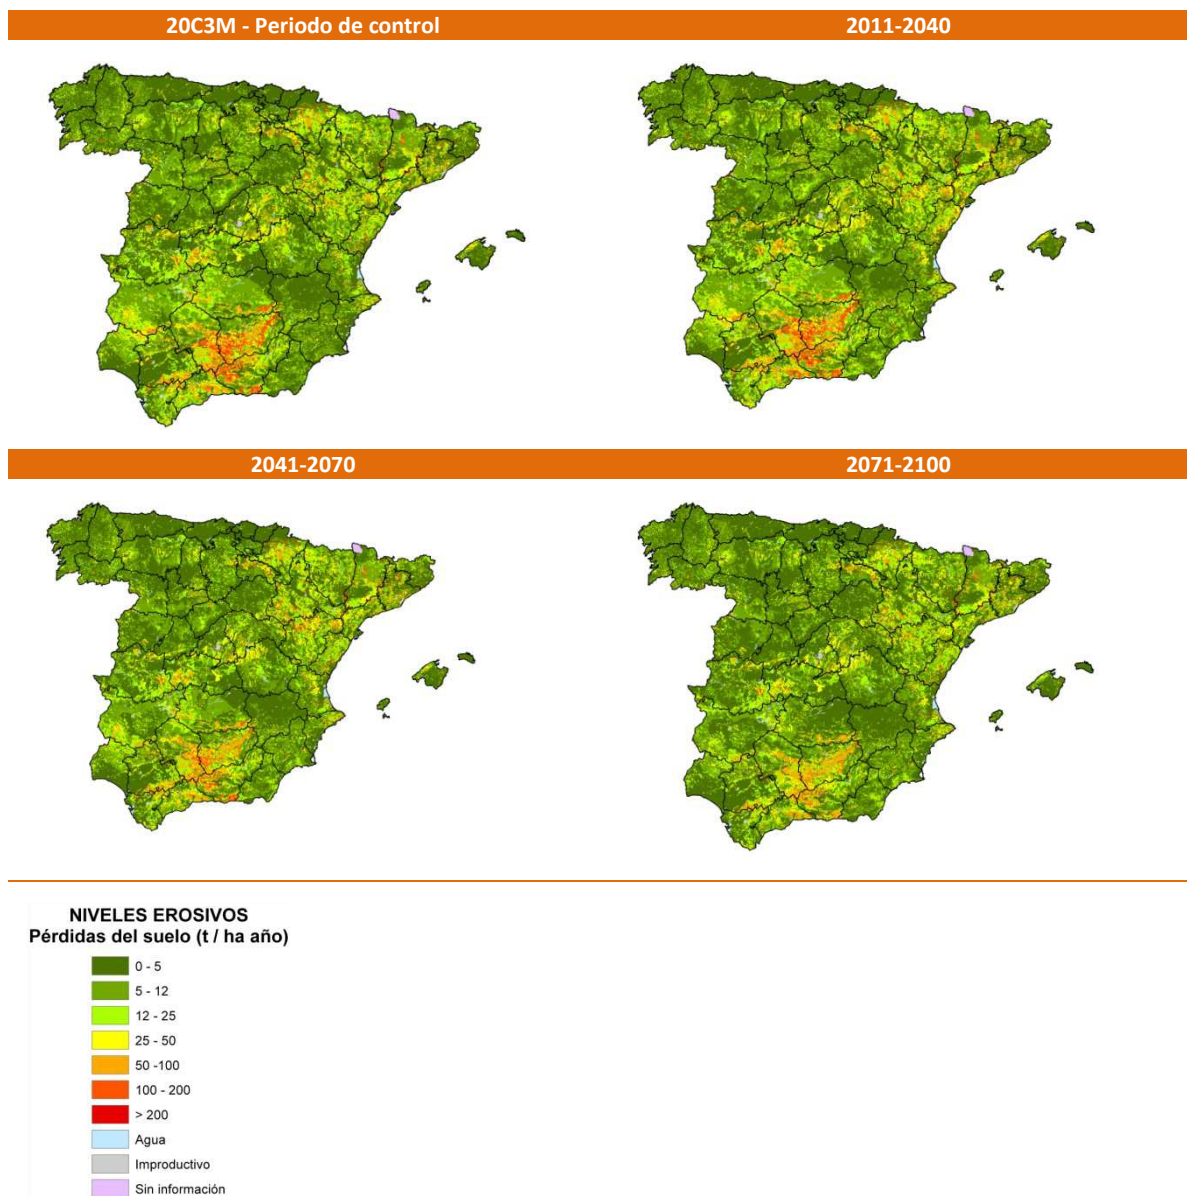 20C3M - Periodo de control
2011-2040
2041-2070
2071-2100
NIVELES EROSIVOS
Pérdidas del suelo (t / ha año)
0 - 5
5 - 12
12 - 25
25 - 50
50 -100
100 - 200
> 200
Agua
Improductivo
Sin información